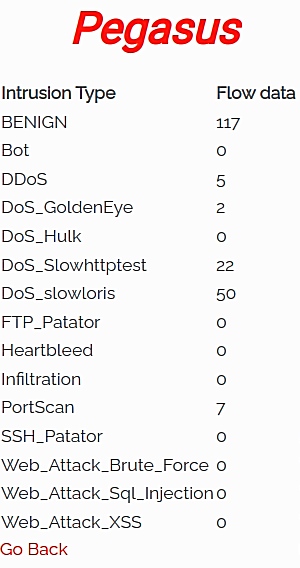 Pegasus
Intrusion Type Flow data
BENIGN 117
Bot 0
DDoS 5
DoS_GoldenEye 2
DoS_Hulk 0
DoS_Slowhttptest 22
DoS_slowloris 50
FTP_Patator 0
Heartbleed 0
Infiltration 0
PortScan 7
SSH_Patator 0
Web_Attack_Brute_Force 0
Web_Attack_Sql_Injection 0
Web_Attack_XSS 0
Go Back